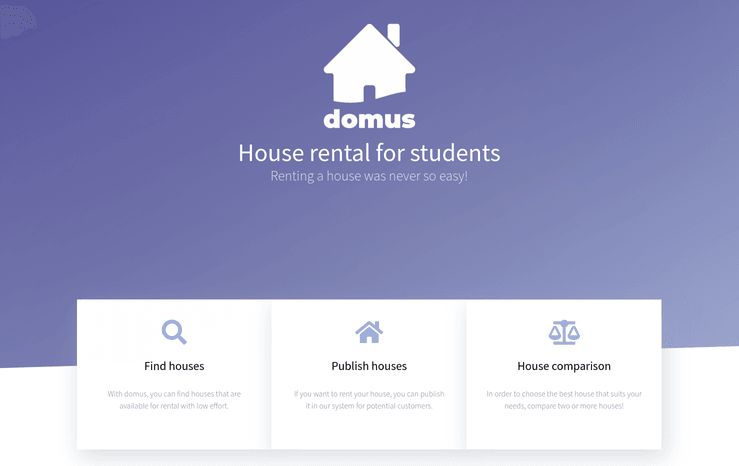 domus
House rental for students
Renting a house was never so easy!
Find houses
With domus, you can find houses that are
available for rental with low effort.
Publish houses
If you want to rent your house, you can publish
it in our system for potential customers.
House comparison
In order to choose the best house that suits your
needs, compare two or more houses!